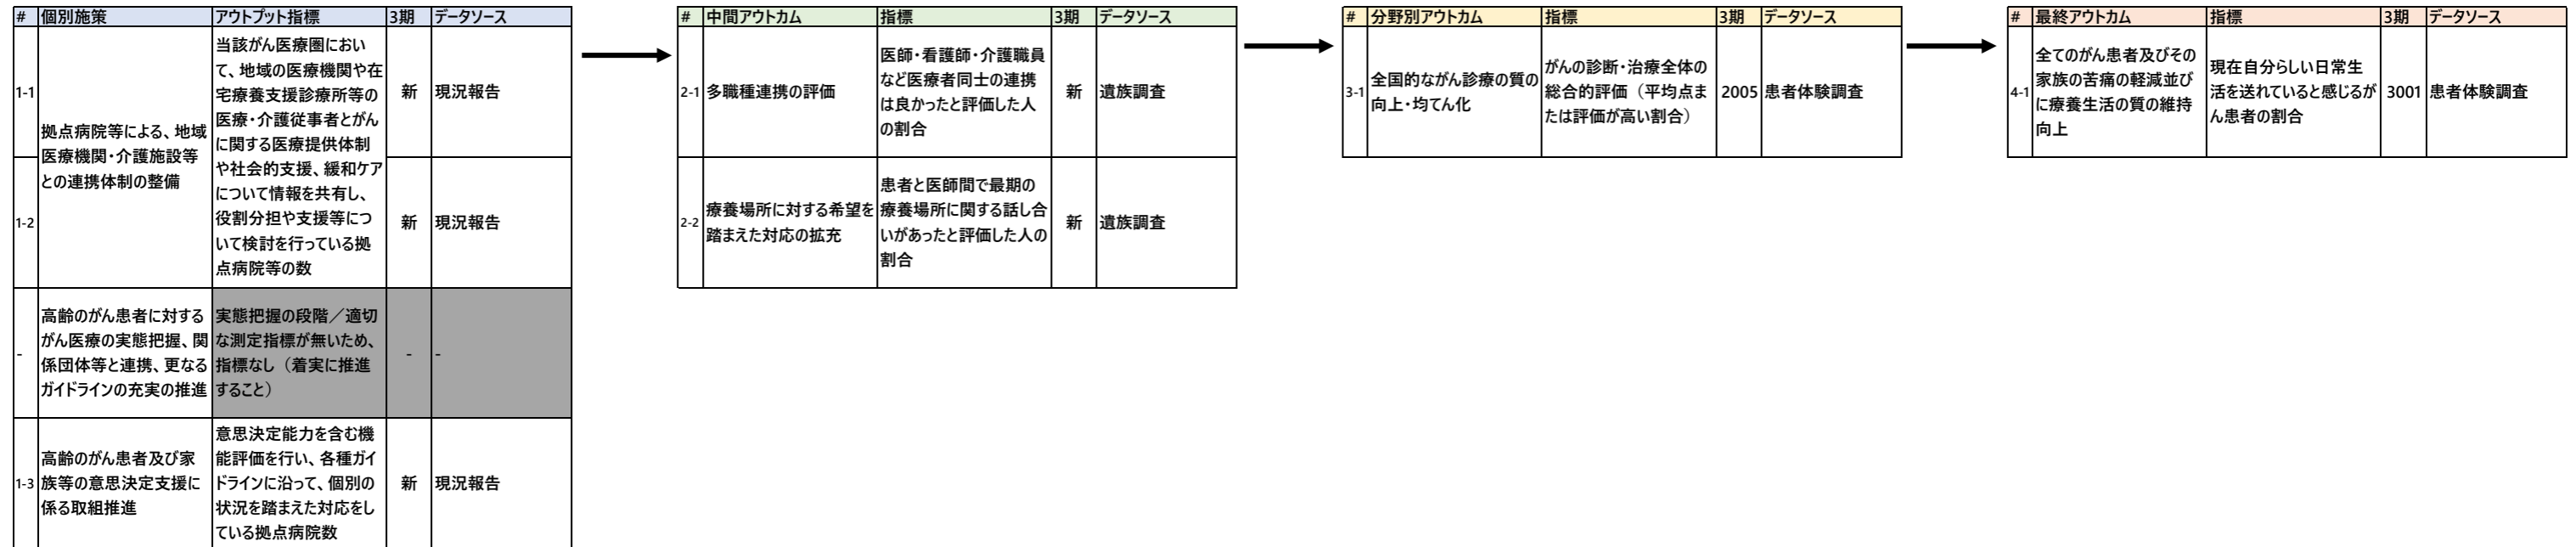 # 個別施策 アウトプット指標 3期 データソース
1-1
1-2
拠点病院等による、地域
医療機関・介護施設等
との連携体制の整備
当該がん医療圏におい
て、地域の医療機関や在
宅療養支援診療所等の
医療・介護従事者とがん
に関する医療提供体制
や社会的支援、緩和ケア
について情報を共有し、
役割分担や支援等につ
いて検討を行っている拠
点病院等の数
新 現況報告
新 現況報告
-
高齢のがん患者に対する
がん医療の実態把握、関
係団体等と連携、更なる
ガイドラインの充実の推進
実態把握の段階／適切
な測定指標が無いため、
指標なし（着実に推進
すること）
- -
1-3
高齢のがん患者及び家
族等の意思決定支援に
係る取組推進
意思決定能力を含む機
能評価を行い、各種ガイ
ドラインに沿って、個別の
状況を踏まえた対応をし
ている拠点病院数
新 現況報告
# 中間アウトカム 指標 3期 データソース
2-1 多職種連携の評価
医師・看護師・介護職員
など医療者同士の連携
は良かったと評価した人
の割合
新 遺族調査
2-2
療養場所に対する希望を
踏まえた対応の拡充
患者と医師間で最期の
療養場所に関する話し合
いがあったと評価した人の
割合
新 遺族調査
# 分野別アウトカム 指標 3期 データソース
3-1
全国的ながん診療の質の
向上・均てん化
がんの診断・治療全体の
総合的評価（平均点ま
たは評価が高い割合）
2005 患者体験調査
# 最終アウトカム 指標 3期 データソース
4-1
全てのがん患者及びその
家族の苦痛の軽減並び
に療養生活の質の維持
向上
現在自分らしい日常生
活を送れていると感じるが
ん患者の割合
3001 患者体験調査